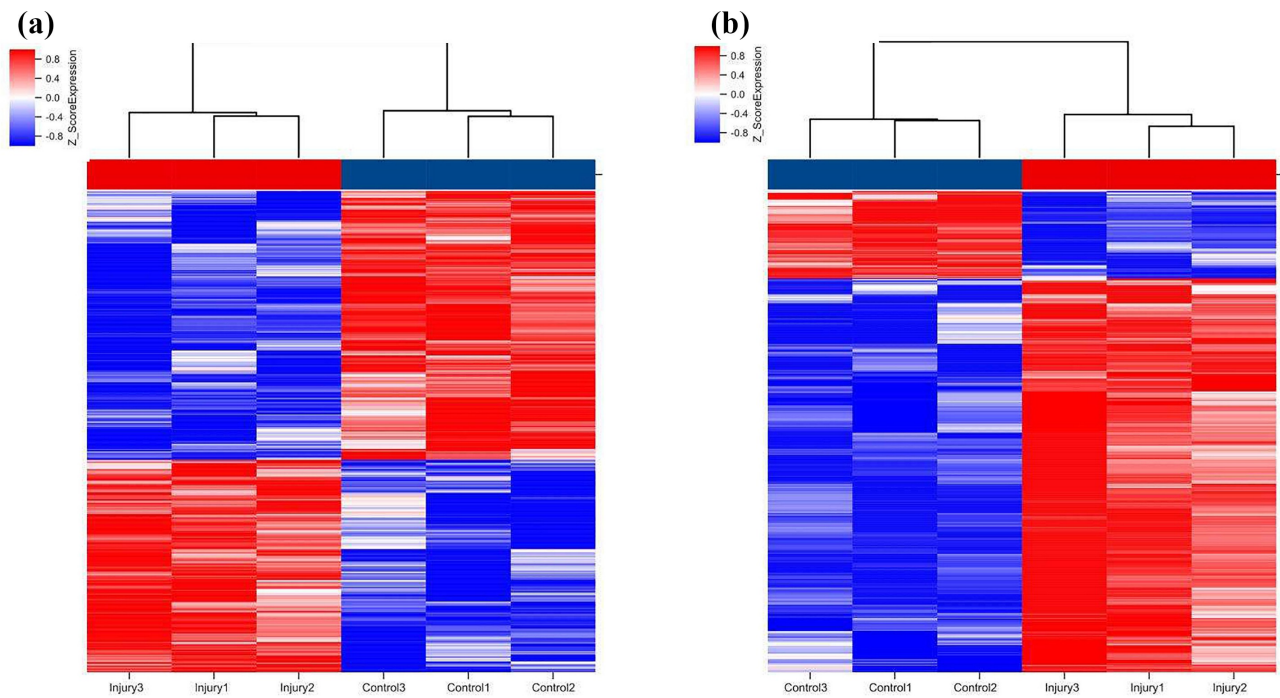 (a)
0.8
0.4
0.0
-0.4
-0.8
Z_ScoreExpression
Injury3 Injury1 Injury2 Control3 Control1 Control2
(b)
0.8
0.4
0.0
-0.4
-0.8
Z_ScoreExpression
Control3 Control1 Control2 Injury3 Injury1 Injury2